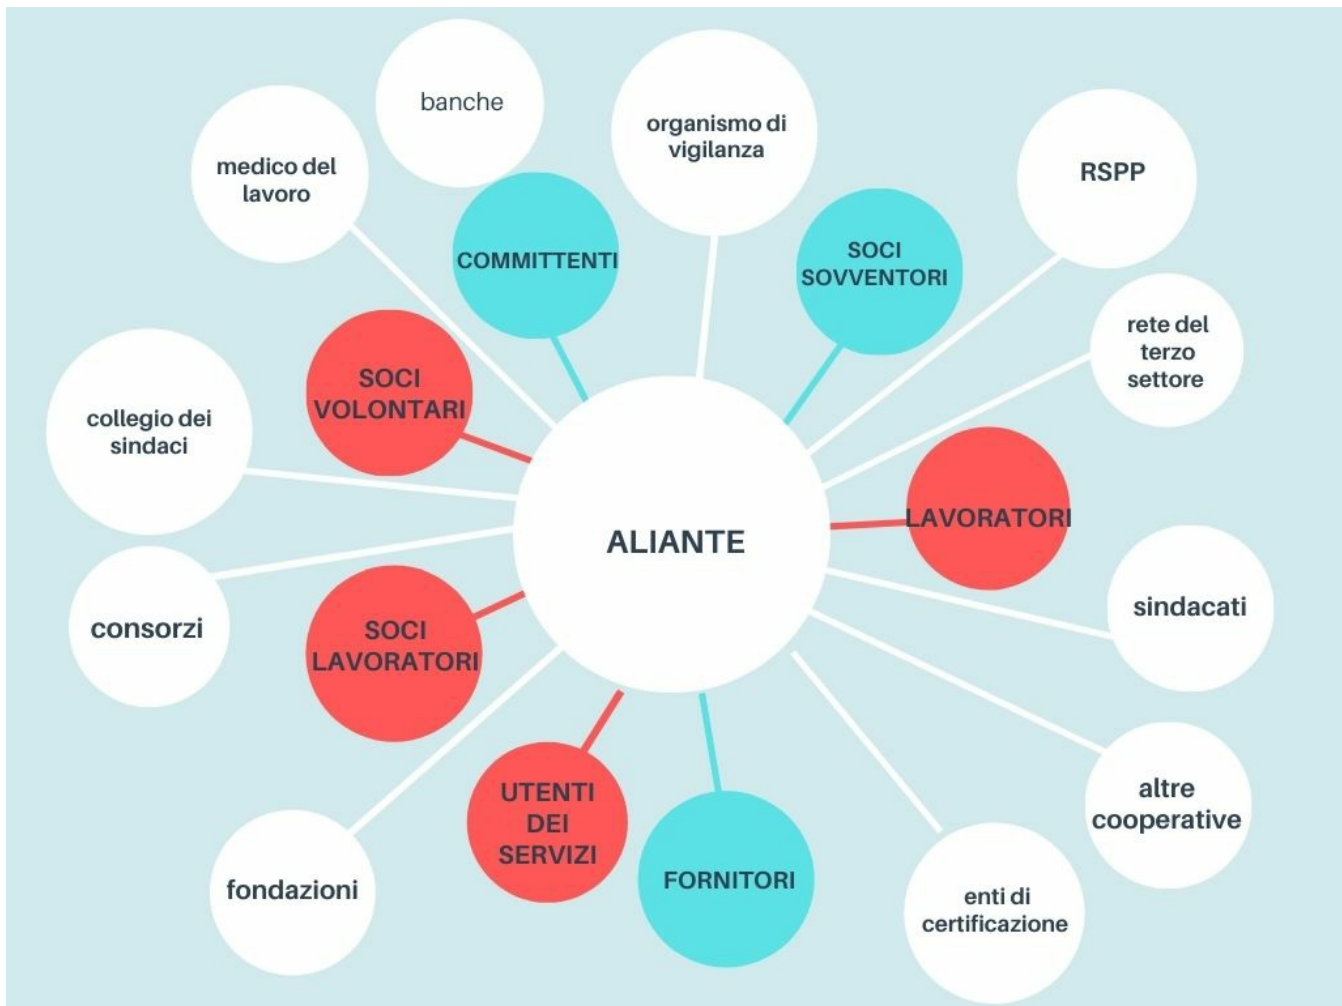 banche
organismo di
vigilanza
medico del
lavoro
RSPP
COMMITTENTI
SOCI
SOVVENTORI
rete del
terzo
settore
SOCI
VOLONTARI
collegio dei
sindaci
LAVORATORI
ALIANTE
sindacati
consorzi
SOCI
LAVORATORI
altre
cooperative
UTENTI
DEI
SERVIZI
FORNITORI
fondazioni
enti di
certificazione